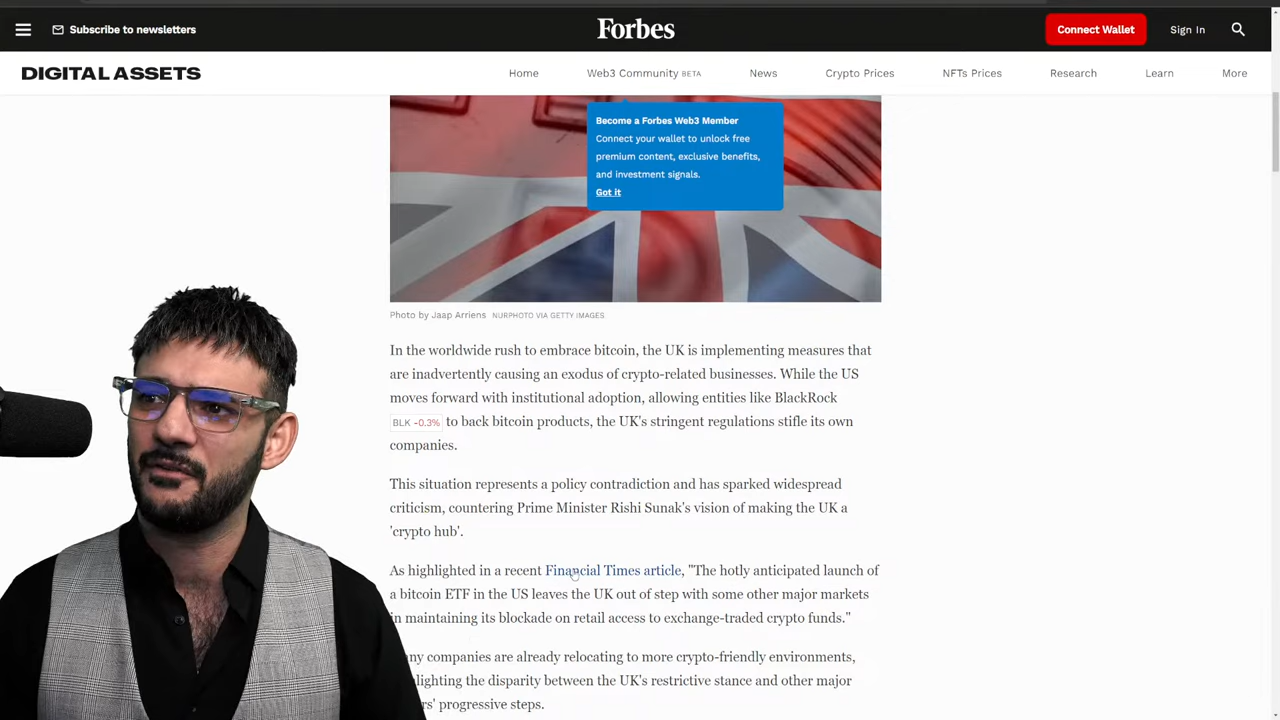 Subscribe to newsletters
Forbes
Connect Wallet
Sign In
DIGITAL ASSETS
Home
Web3 Community BETA
News
Crypto Prices
NFTs Prices
Research
Learn
More
Become a Forbes Web3 Member
Connect your wallet to unlock free
premium content, exclusive benefits,
and investment signals.
Got it
Photo by Jaap Arriens NURPHOTO VIA GETTY IMAGES
In the worldwide rush to embrace bitcoin, the UK is implementing measures that
are inadvertently causing an exodus of crypto-related businesses. While the US
moves forward with institutional adoption, allowing entities like BlackRock
BLK -0.3% to back bitcoin products, the UK's stringent regulations stifle its own
companies.
This situation represents a policy contradiction and has sparked widespread
criticism, countering Prime Minister Rishi Sunak's vision of making the UK a
'crypto hub'.
As highlighted in a recent Financial Times article, "The hotly anticipated launch of
a bitcoin ETF in the US leaves the UK out of step with some other major markets
in maintaining its blockade on retail access to exchange-traded crypto funds."
companies are already relocating to more crypto-friendly environments,
the disparity between the UK's restrictive stance and other major
progressive steps.